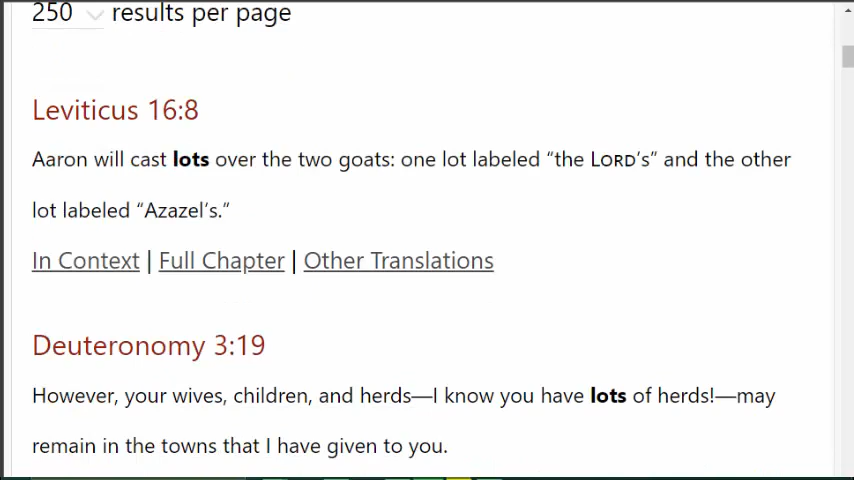 250 results per page
Leviticus 16:8
Aaron will cast lots over the two goats: one lot labeled “the LORD’s” and the other
lot labeled “Azazel’s.”
In Context | Full Chapter | Other Translations
Deuteronomy 3:19
However, your wives, children, and herds—I know you have lots of herds!—may
remain in the towns that I have given to you.